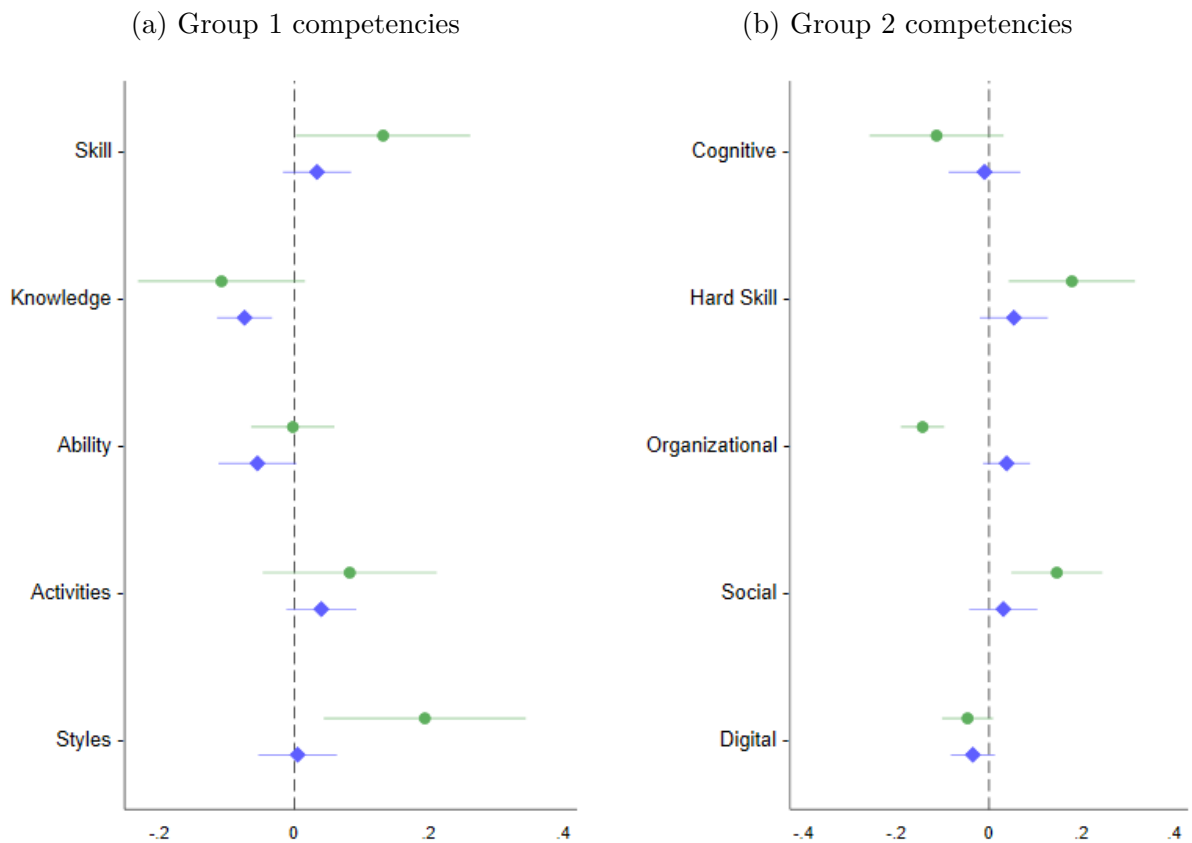 (a) Group 1 competencies
Skill
Knowledge
Ability
Activities
Styles
-.2 0 .2 .4
(b) Group 2 competencies
Cognitive
Hard Skill
Organizational
Social
Digital
-.4 -.2 0 .2 .4